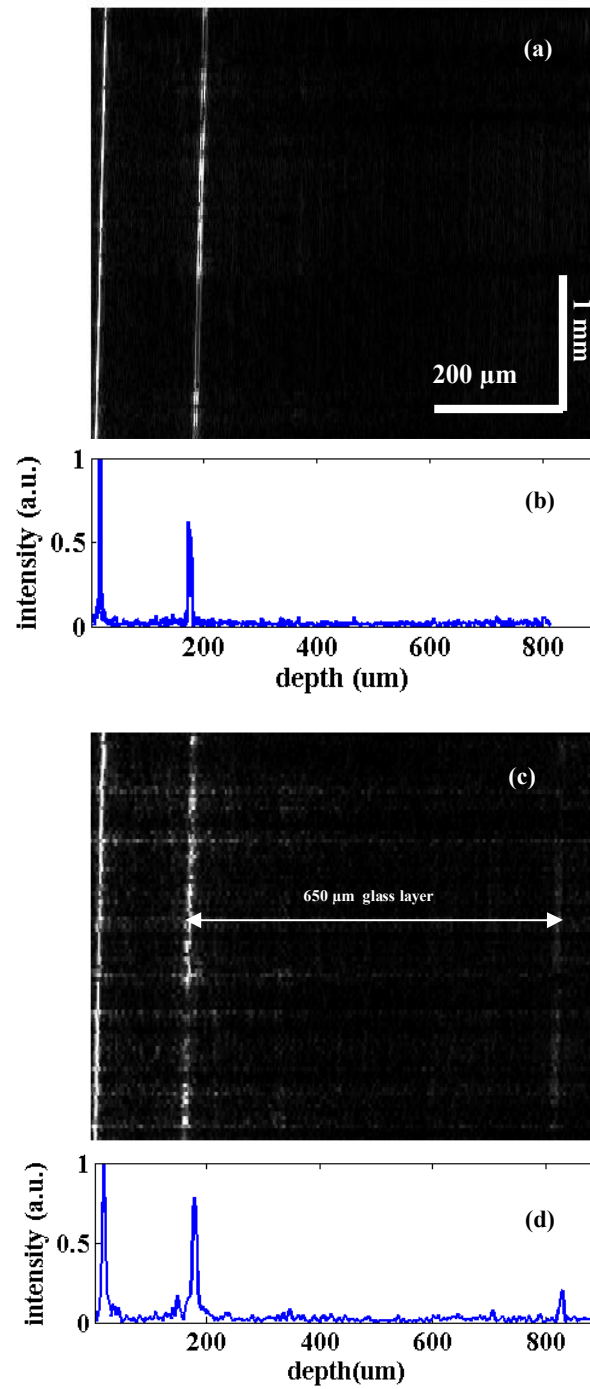 (a)
1 mm
200 µm
(b)
intensity (a.u.)
1
0.5
0
200 400 600 800
depth (um)
(c)
650 µm glass layer
(d)
intensity (a.u.)
1
0.5
0
200 400 600 800
depth(um)